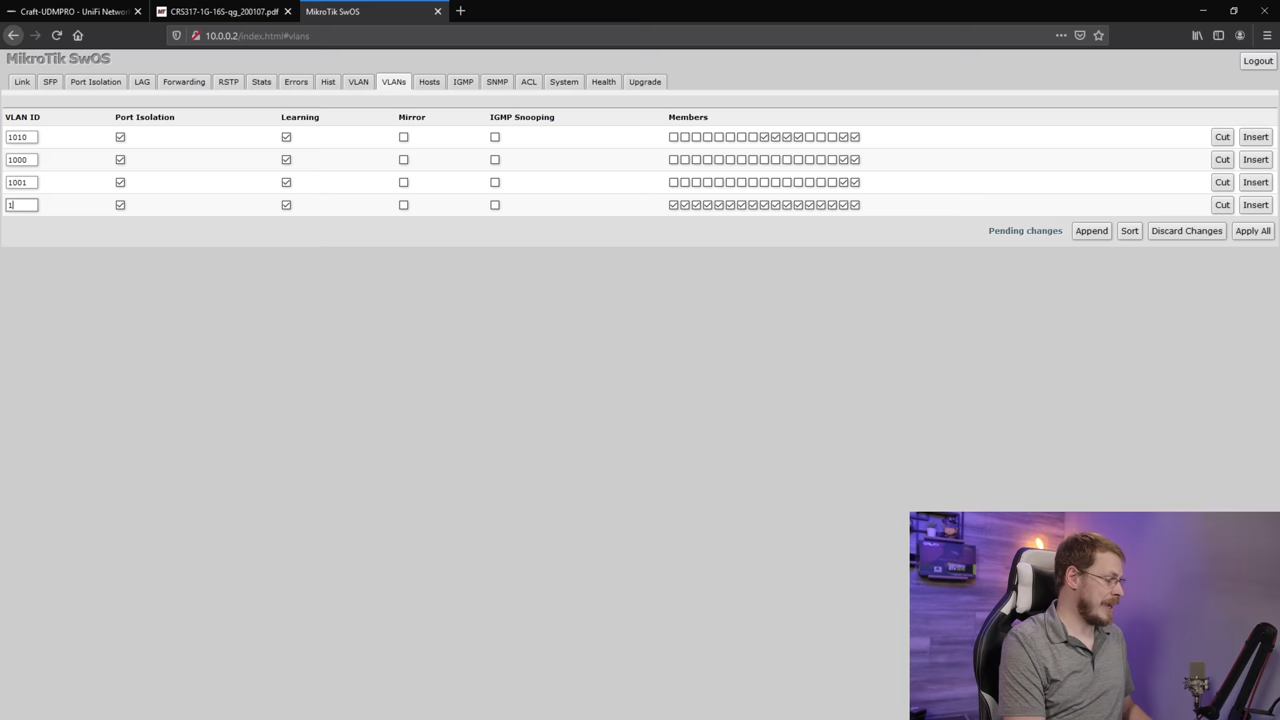 Craft-UDMPRO - UniFi Networ
CRS317-1G-16S-qg_200107.pdf
MikroTik SwOS
10.0.0.2/index.html#vlans
MikroTik SwOS
Logout
Link SFP Port Isolation LAG Forwarding RSTP Stats Errors Hist VLAN VLANs Hosts IGMP SNMP ACL System Health Upgrade
VLAN ID Port Isolation Learning Mirror IGMP Snooping Members
1010 Cut Insert
1000 Cut Insert
1001 Cut Insert
1 Cut Insert
Pending changes Append Sort Discard Changes Apply All